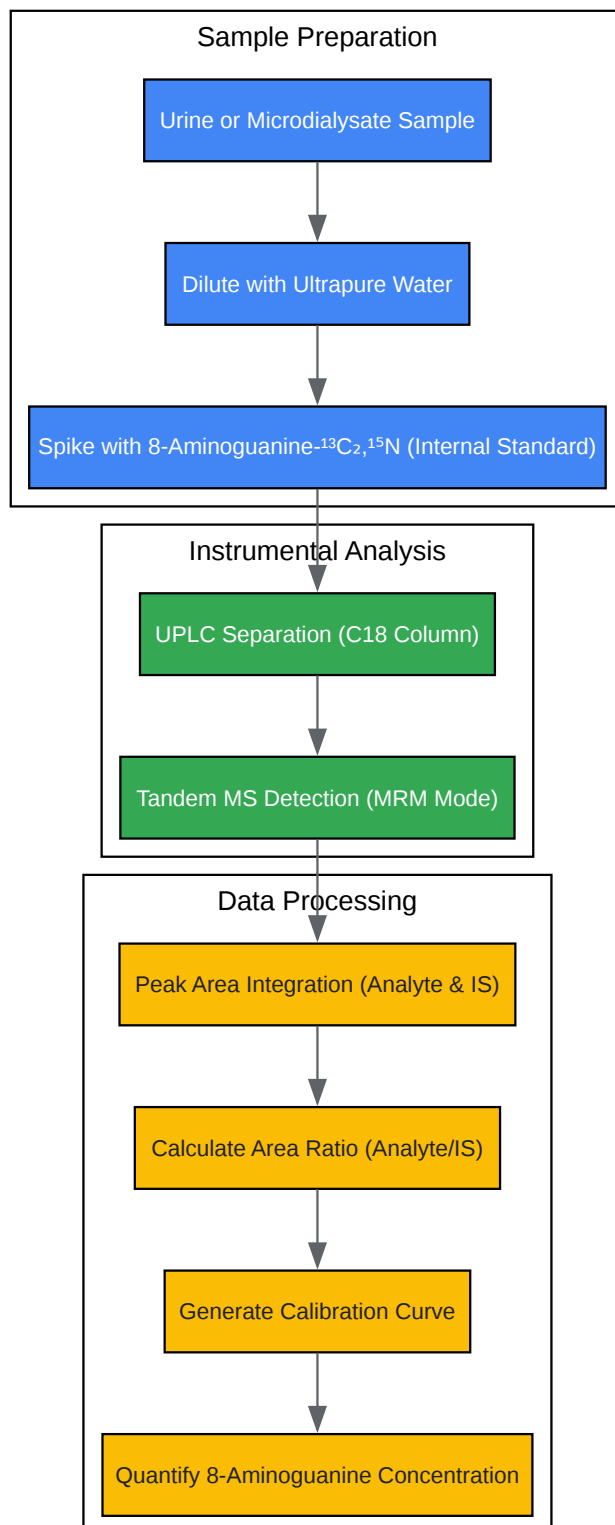 Sample Preparation
Urine or Microdialysate Sample
Dilute with Ultrapure Water
Spike with 8-Aminoguanine-¹³C₂,¹⁵N (Internal Standard)
Instrumental Analysis
UPLC Separation (C18 Column)
Tandem MS Detection (MRM Mode)
Data Processing
Peak Area Integration (Analyte & IS)
Calculate Area Ratio (Analyte/IS)
Generate Calibration Curve
Quantify 8-Aminoguanine Concentration